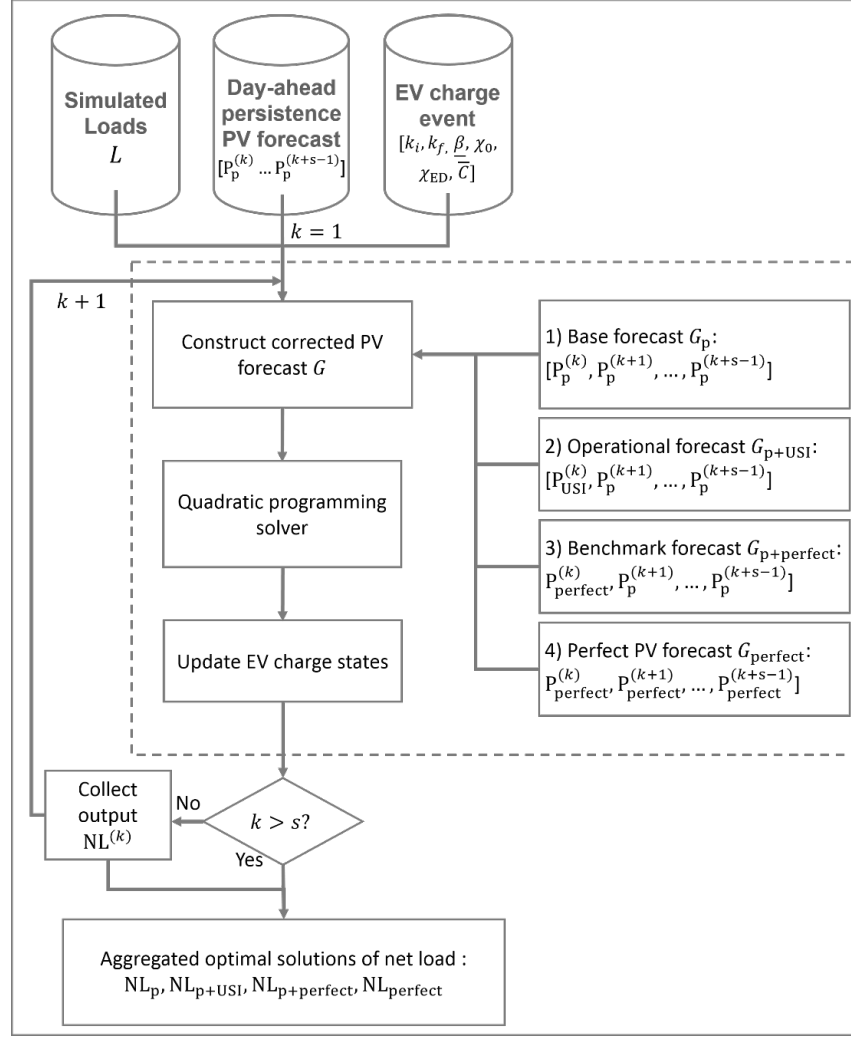 Simulated
Loads
L
Day-ahead
persistence
PV forecast
[P_p^(k) … P_p^(k+s−1)]
EV charge
event
[k_i, k_f, β, χ_0,
χ_ED, C̿]
k = 1
k + 1
Construct corrected PV
forecast G
Quadratic programming
solver
Update EV charge states
1) Base forecast G_p:
[P_p^(k), P_p^(k+1), …, P_p^(k+s−1)]
2) Operational forecast G_p+USI:
[P_USI^(k), P_p^(k+1), …, P_p^(k+s−1)]
3) Benchmark forecast G_p+perfect:
P_perfect^(k), P_p^(k+1), …, P_p^(k+s−1)]
4) Perfect PV forecast G_perfect:
P_perfect^(k), P_perfect^(k+1), …, P_perfect^(k+s−1)]
Collect
output
NL^(k)
No
k > s?
Yes
Aggregated optimal solutions of net load :
NL_p, NL_p+USI, NL_p+perfect, NL_perfect